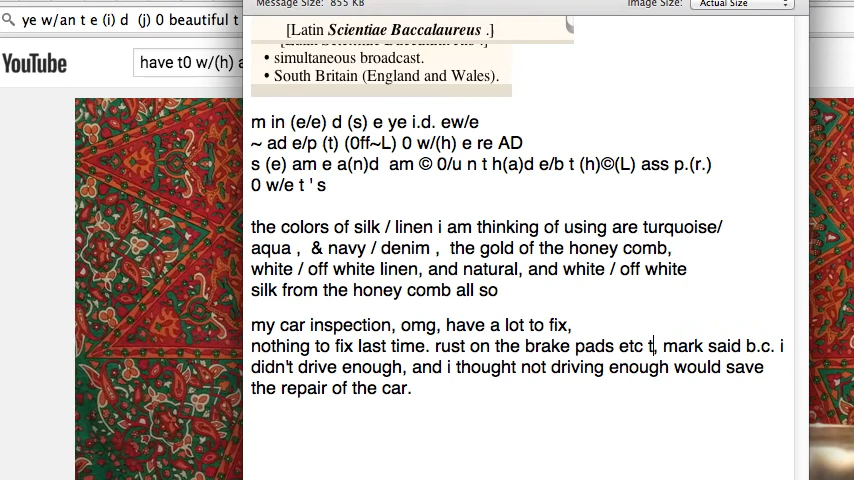 Message Size: 855 KB
Image Size:
Actual Size
ye w/an t e (i) d (j) 0 beautiful t
YouTube
have t0 w/(h) a
[Latin Scientiae Baccalaureus .]
• simultaneous broadcast.
• South Britain (England and Wales).
m in (e/e) d (s) e ye i.d. ew/e
~ ad e/p (t) (0ff~L) 0 w/(h) e re AD
s (e) am e a(n)d am © 0/u n t h(a)d e/b t (h)©(L) ass p.(r.)
0 w/e t ' s
the colors of silk / linen i am thinking of using are turquoise/
aqua , & navy / denim , the gold of the honey comb,
white / off white linen, and natural, and white / off white
silk from the honey comb all so
my car inspection, omg, have a lot to fix,
nothing to fix last time. rust on the brake pads etc t, mark said b.c. i
didn't drive enough, and i thought not driving enough would save
the repair of the car.